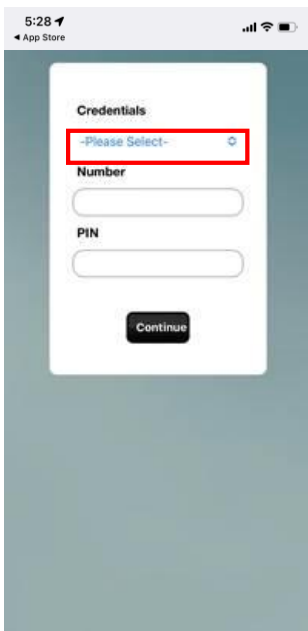 5:28
◀ App Store
Credentials
-Please Select-
Number
PIN
Continue